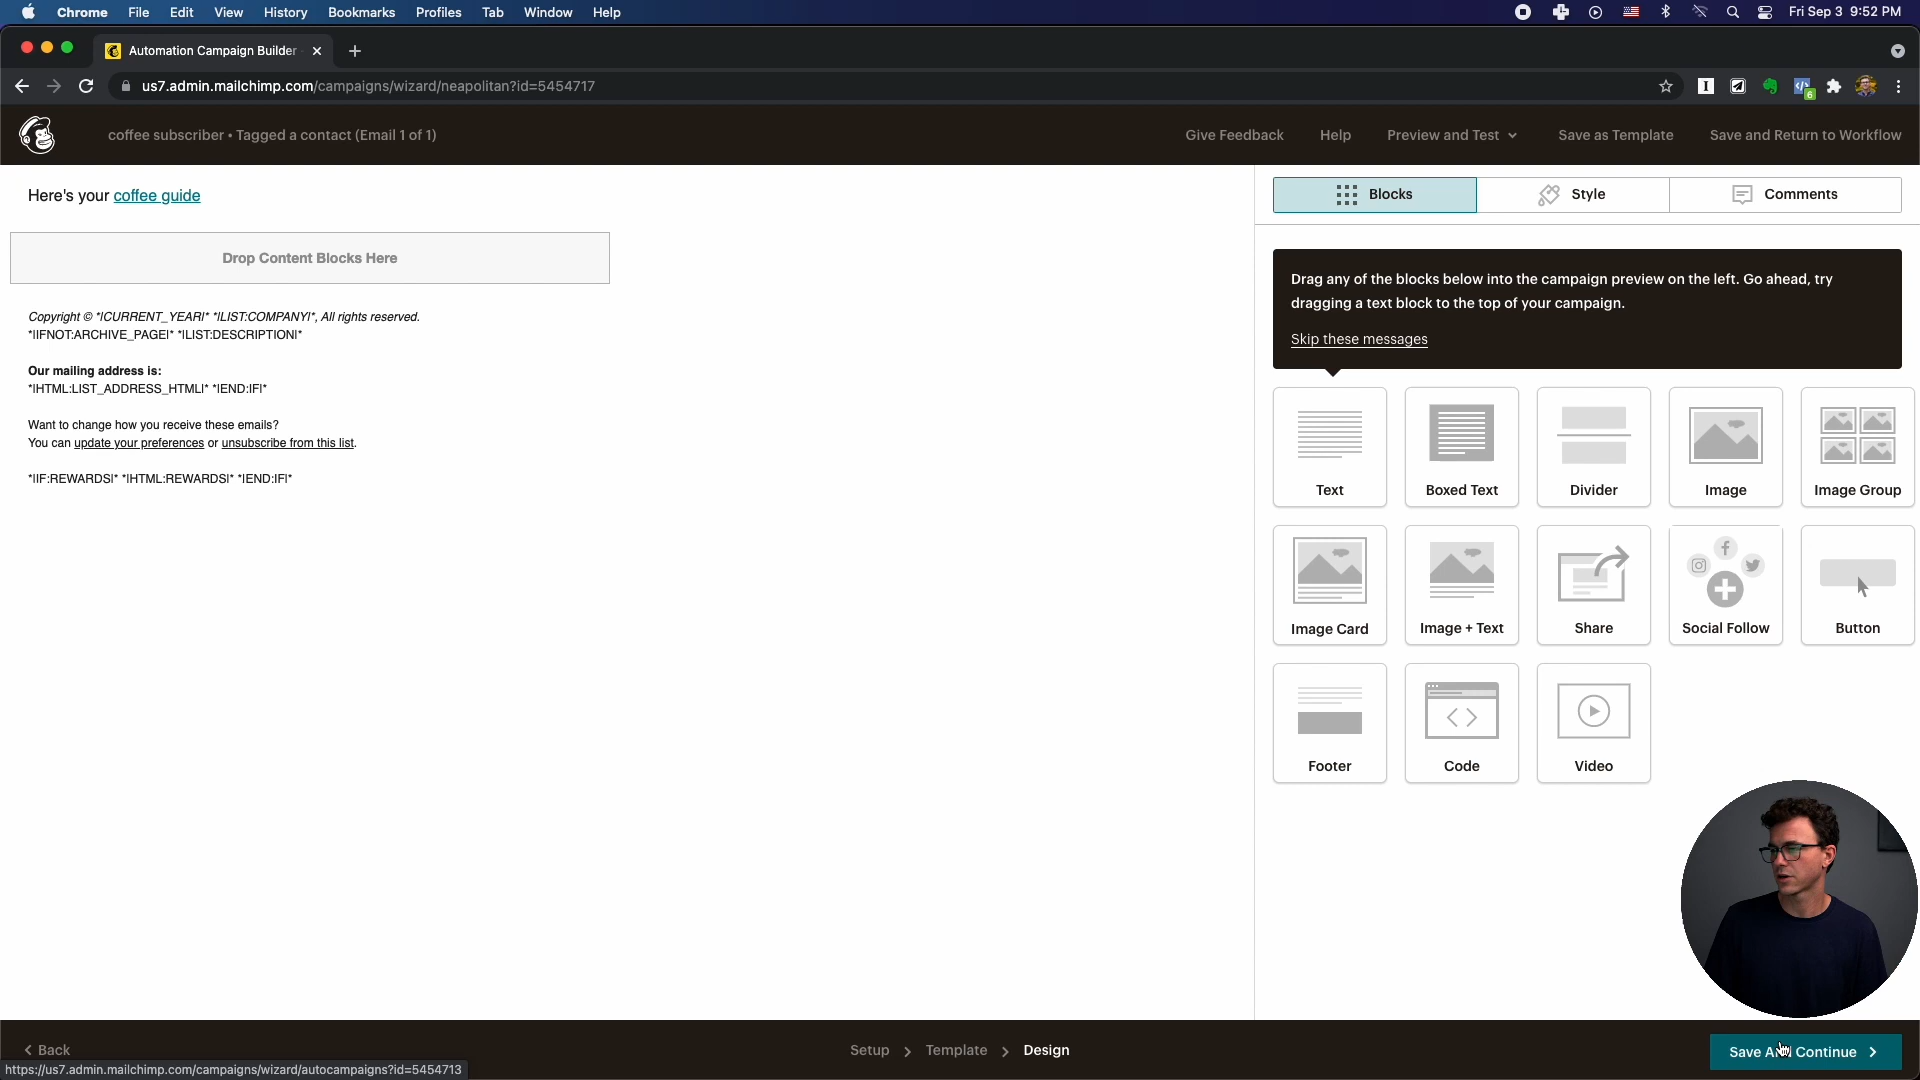 Chrome File Edit View History Bookmarks Profiles Tab Window Help Fri Sep 3 9:52 PM
Automation Campaign Builder
us7.admin.mailchimp.com/campaigns/wizard/neapolitan?id=5454717
6
coffee subscriber • Tagged a contact (Email 1 of 1) Give Feedback Help Preview and Test Save as Template Save and Return to Workflow
Here's your coffee guide
Drop Content Blocks Here
Copyright © *|CURRENT_YEAR|* *|LIST:COMPANY|*, All rights reserved.
*|IFNOT:ARCHIVE_PAGE|* *|LIST:DESCRIPTION|*
Our mailing address is:
*|HTML:LIST_ADDRESS_HTML|* *|END:IF|*
Want to change how you receive these emails?
You can update your preferences or unsubscribe from this list.
*|IF:REWARDS|* *|HTML:REWARDS|* *|END:IF|*
Blocks Style Comments
Drag any of the blocks below into the campaign preview on the left. Go ahead, try
dragging a text block to the top of your campaign.
Skip these messages
Text Boxed Text Divider Image Image Group
Image Card Image + Text Share Social Follow Button
Footer Code Video
Back Setup Template Design Save And Continue
https://us7.admin.mailchimp.com/campaigns/wizard/autocampaigns?id=5454713